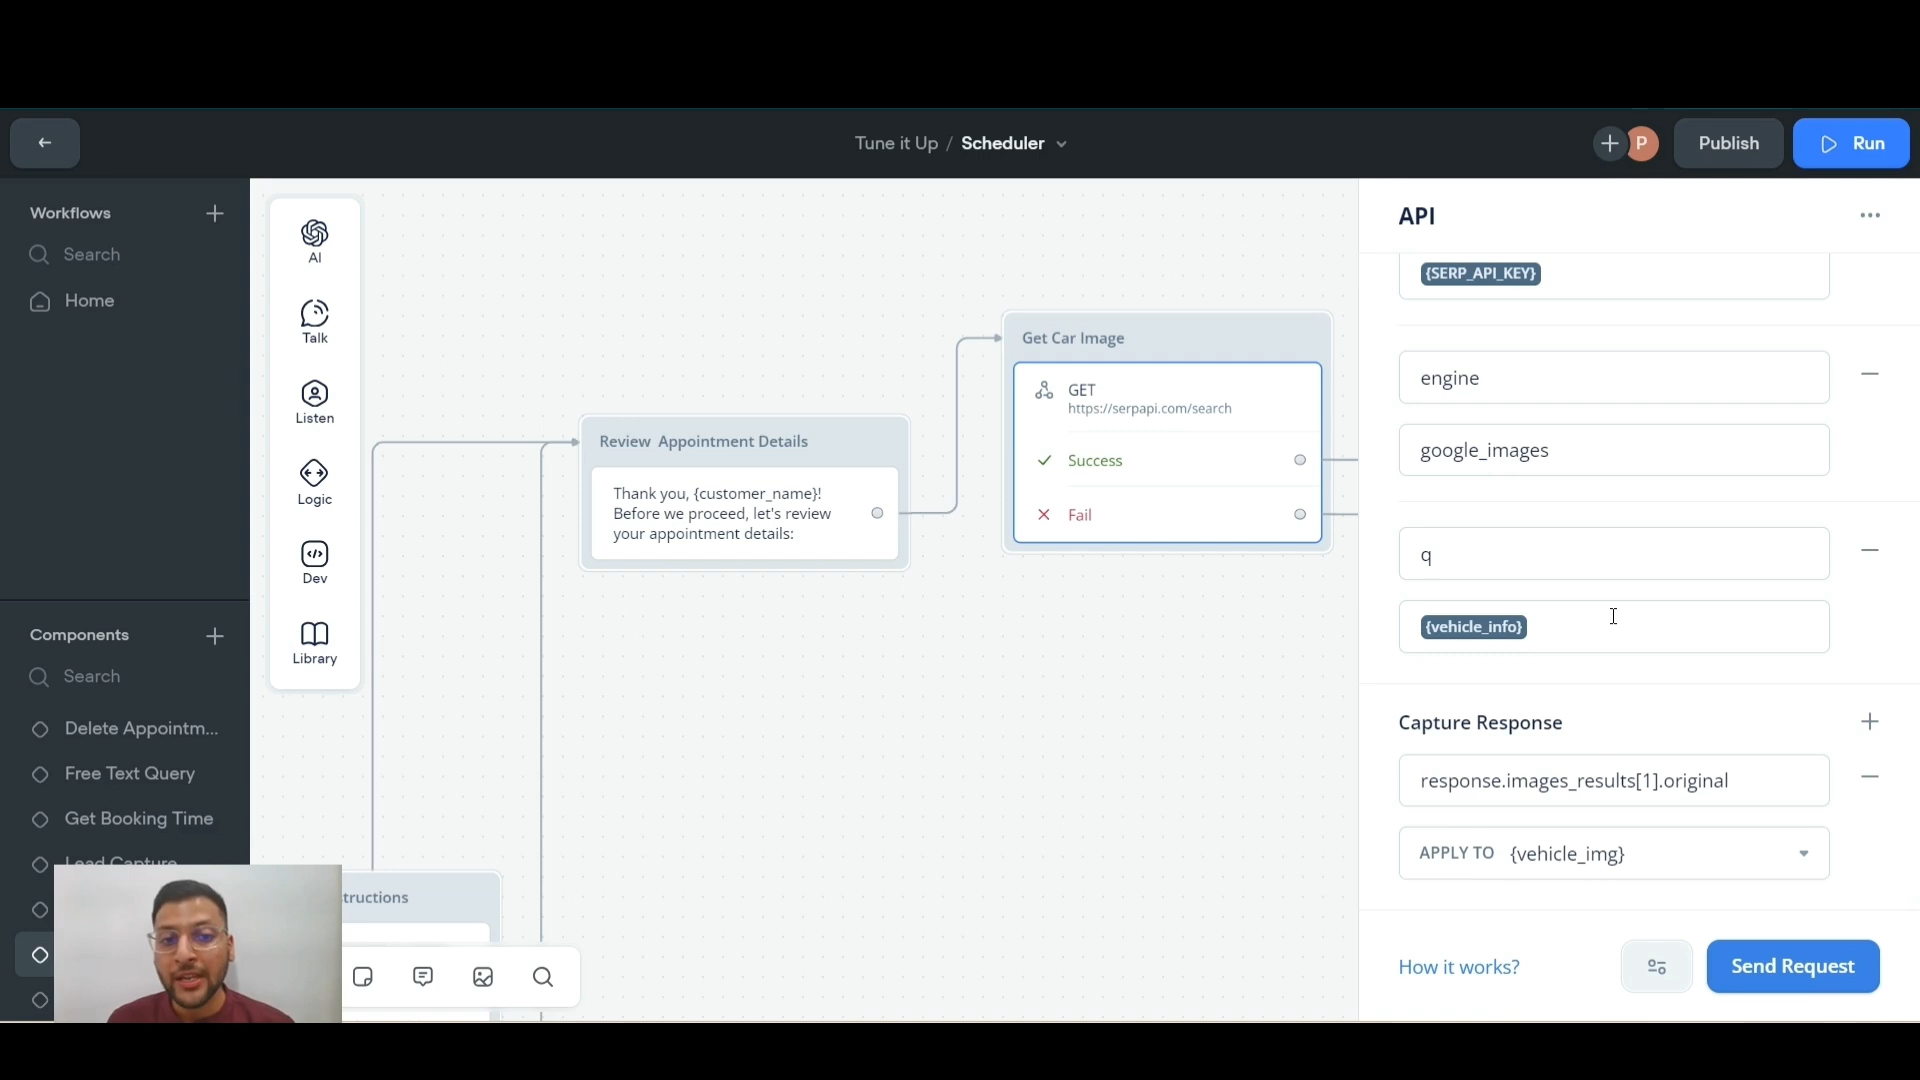 Tune it Up / Scheduler
P
Publish
Run
Workflows
Search
Home
Components
Search
Delete Appointm...
Free Text Query
Get Booking Time
Lead Capture
AI
Talk
Listen
Logic
Dev
Library
Review Appointment Details
Thank you, {customer_name}!
Before we proceed, let's review
your appointment details:
Get Car Image
GET
https://serpapi.com/search
Success
Fail
structions
API
{SERP_API_KEY}
engine
google_images
q
{vehicle_info}
Capture Response
response.images_results[1].original
APPLY TO {vehicle_img}
How it works?
Send Request